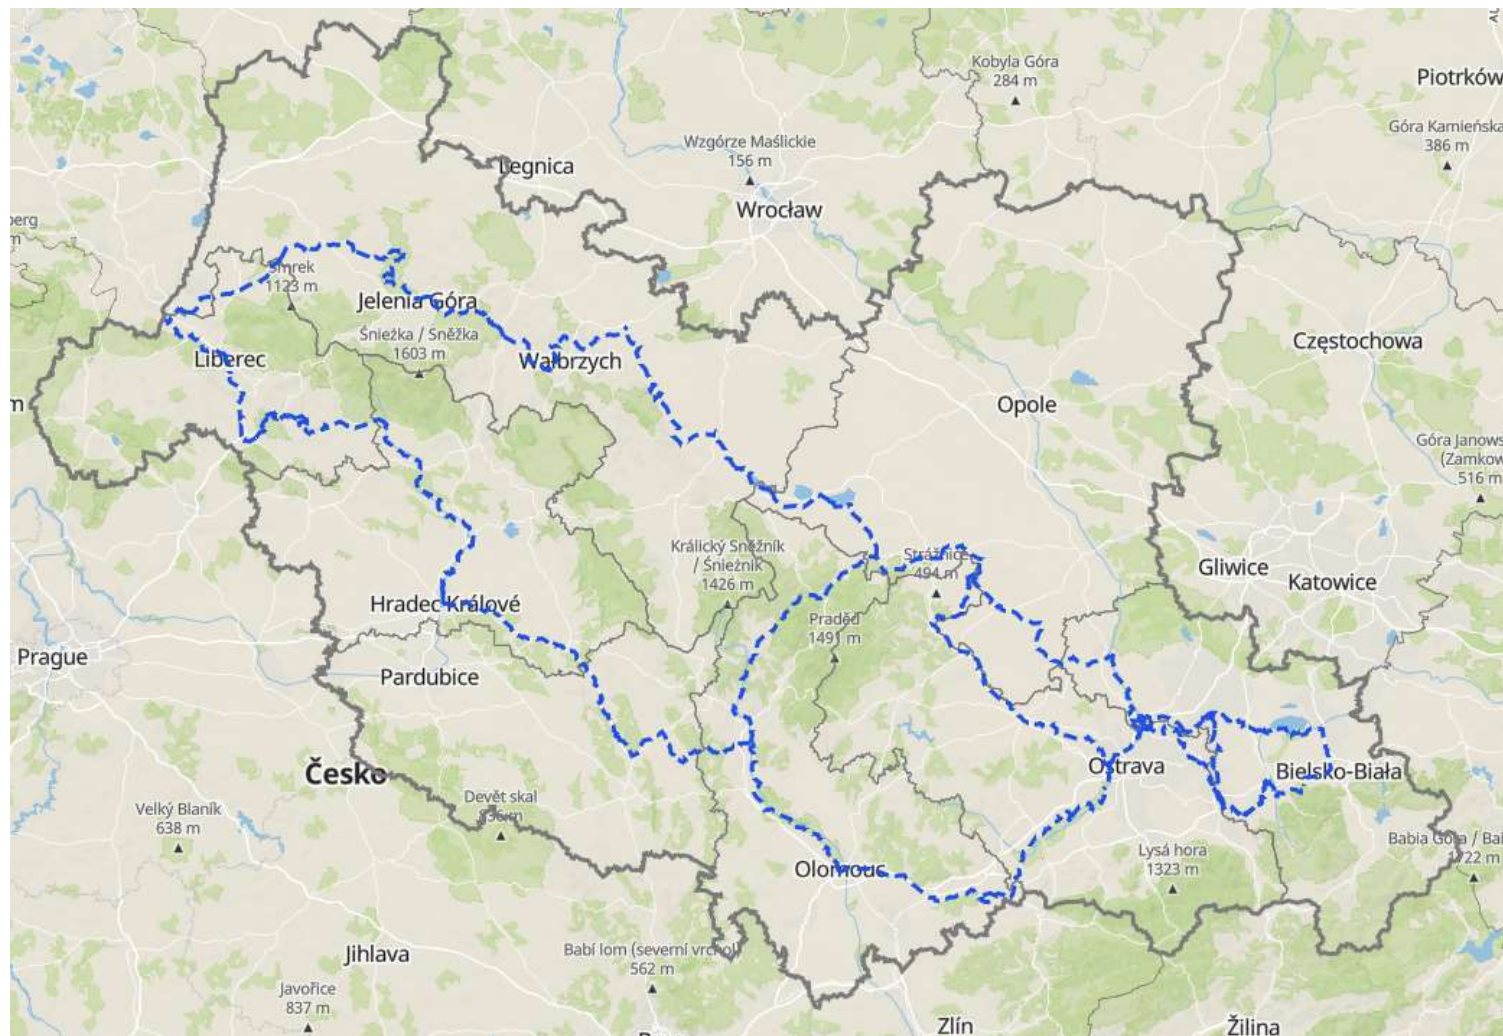 Kobyla Góra
284 m
Piotrków
Góra Kamieńska
386 m
Wzgórze Maślickie
156 m
Legnica
Wrocław
berg
m
Smrek
1123 m
Jelenia Góra
Śnieżka / Sněžka
1603 m
Liberec
Wałbrzych
Częstochowa
m
Opole
Góra Janows
(Zamkow
516 m
Králický Sněžník
/ Śnieżnik
1426 m
Strážnice
494 m
Gliwice
Katowice
Hradec Králové
Praděd
1491 m
Prague
Pardubice
Česko
Ostrava
Bielsko-Biała
Velký Blaník
638 m
Devět skal
836 m
Babia Góra / Bab
1722 m
Lysá hora
1323 m
Olomouc
Jihlava
Babí lom (severní vrchol)
562 m
Javořice
837 m
Zlín
Žilina